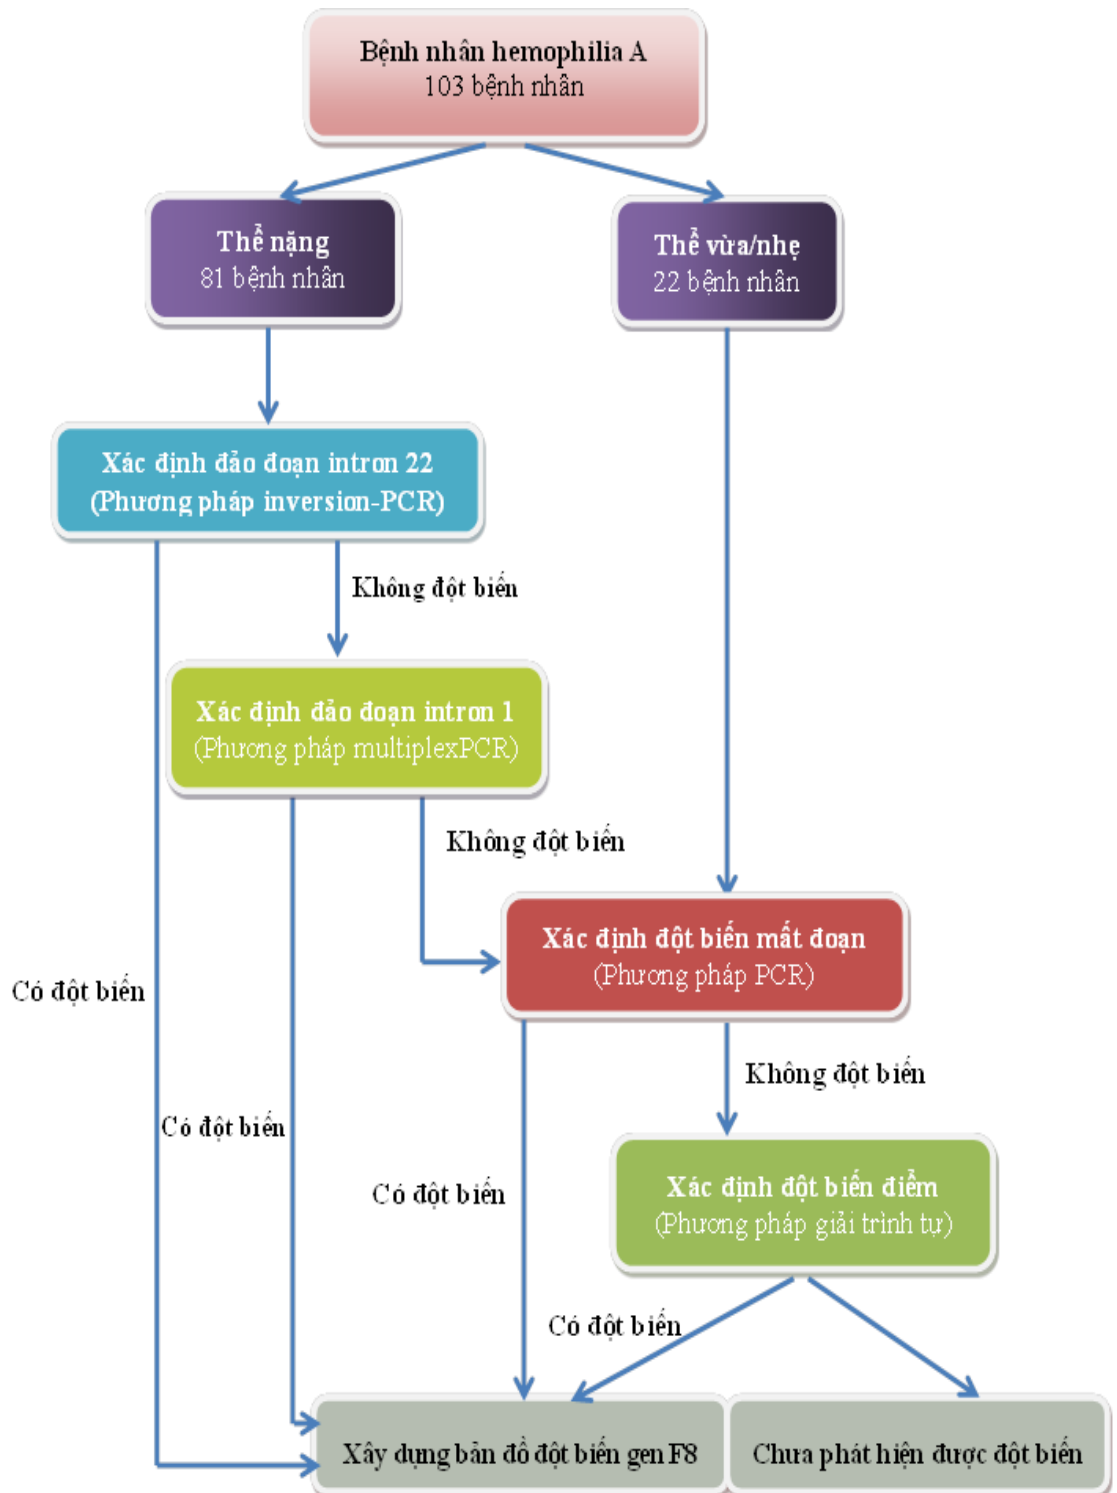 Bệnh nhân hemophilia A
103 bệnh nhân
Thể nặng
81 bệnh nhân
Thể vừa/nhẹ
22 bệnh nhân
Xác định đảo đoạn intron 22
(Phương pháp inversion-PCR)
Không đột biến
Xác định đảo đoạn intron 1
(Phương pháp multiplexPCR)
Không đột biến
Xác định đột biến mất đoạn
(Phương pháp PCR)
Có đột biến
Không đột biến
Có đột biến
Có đột biến
Xác định đột biến điểm
(Phương pháp giải trình tự)
Có đột biến
Xây dựng bản đồ đột biến gen F8
Chưa phát hiện được đột biến